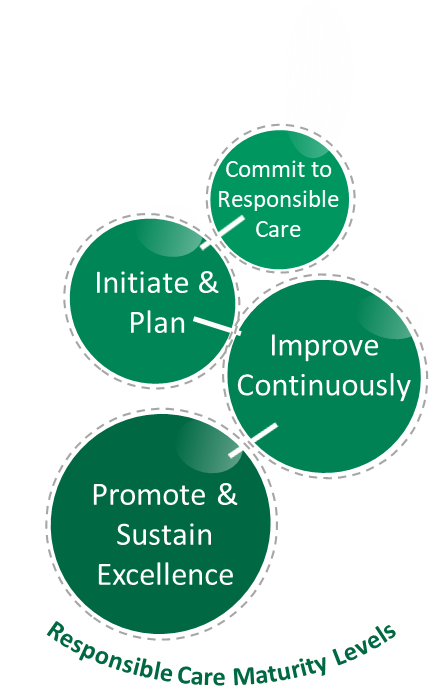 Commit to
Responsible
Care
Initiate &
Plan
Improve
Continuously
Promote &
Sustain
Excellence
Responsible Care Maturity Levels